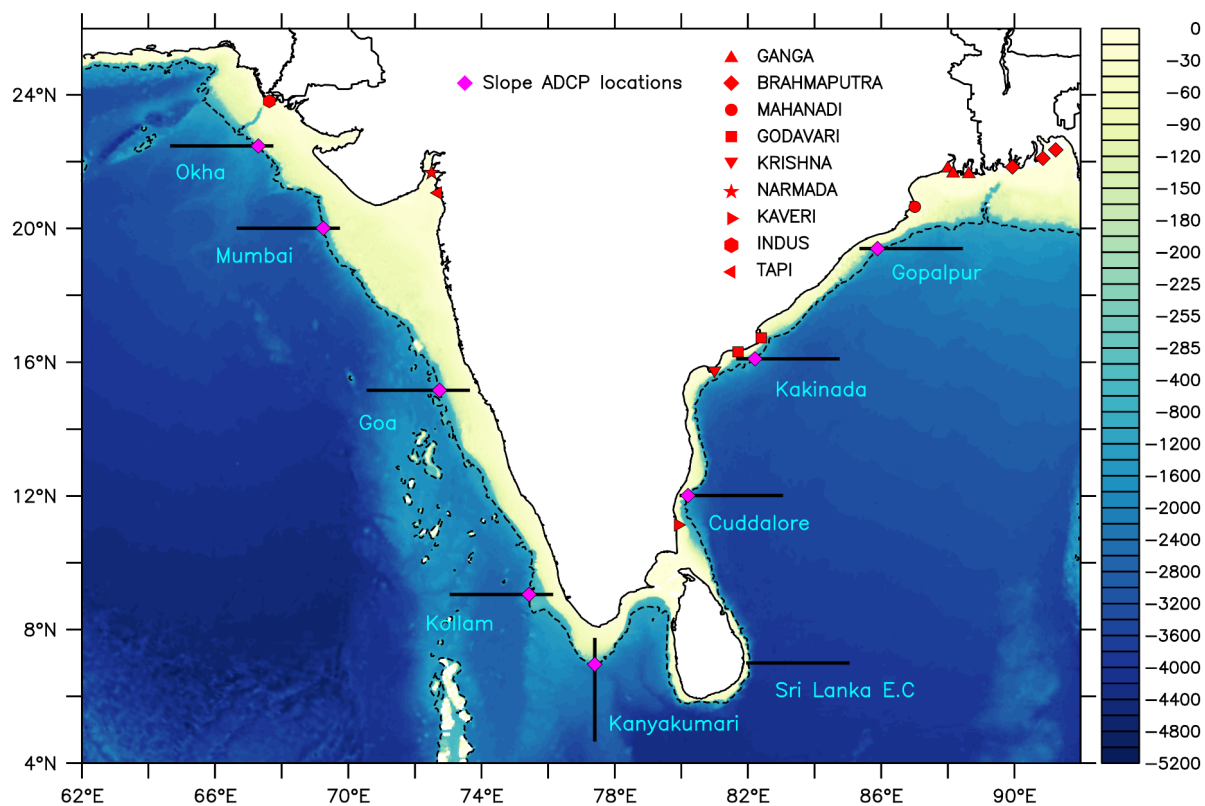 Slope ADCP locations
GANGA
BRAHMAPUTRA
MAHANADI
GODAVARI
KRISHNA
NARMADA
KAVERI
INDUS
TAPI
24°N
20°N
16°N
12°N
8°N
4°N
Okha
Mumbai
Goa
Kollam
Kanyakumari
Gopalpur
Kakinada
Cuddalore
Sri Lanka E.C
62°E 66°E 70°E 74°E 78°E 82°E 86°E 90°E
0
−30
−60
−90
−120
−150
−180
−200
−225
−255
−285
−400
−800
−1200
−1600
−2000
−2400
−2800
−3200
−3600
−4000
−4400
−4800
−5200